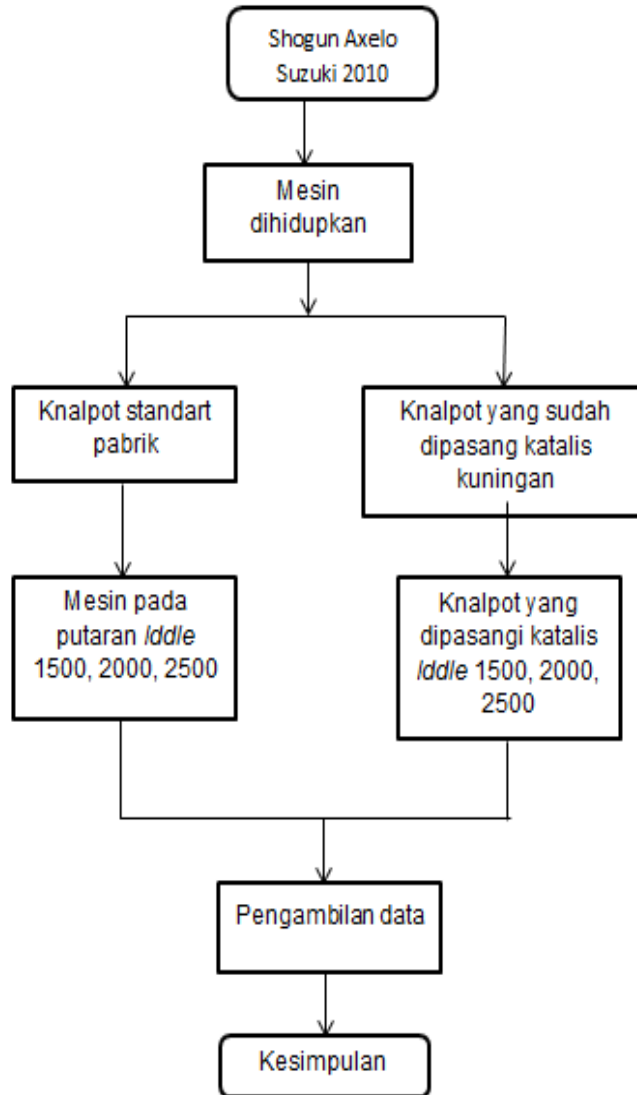 Shogun Axelo
Suzuki 2010
Mesin
dihidupkan
Knalpot standart
pabrik
Knalpot yang sudah
dipasang katalis
kuningan
Mesin pada
putaran Iddle
1500, 2000, 2500
Knalpot yang
dipasangi katalis
Iddle 1500, 2000,
2500
Pengambilan data
Kesimpulan